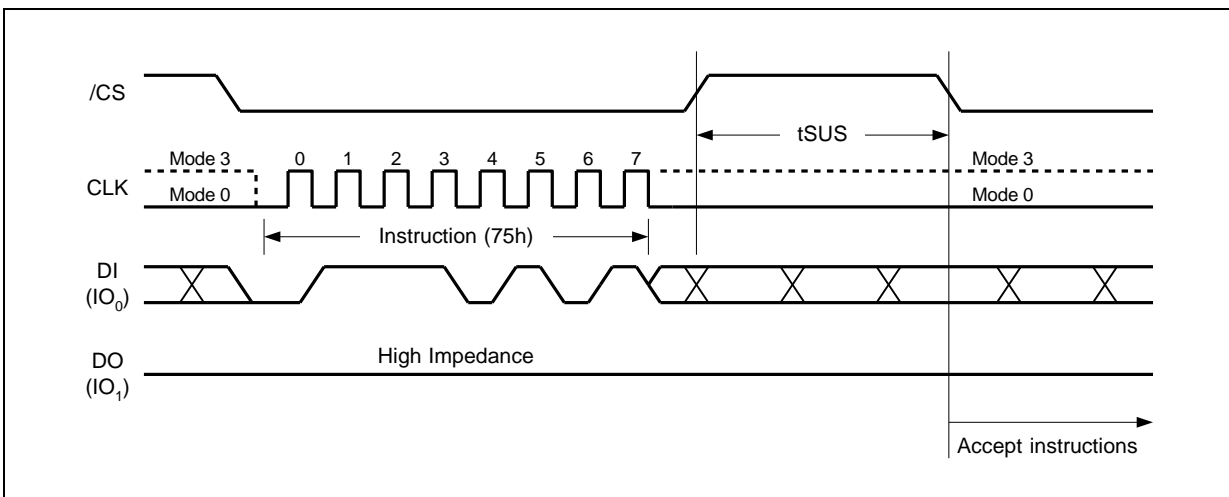 /CS
tSUS
Mode 3 0 1 2 3 4 5 6 7 Mode 3
CLK
Mode 0 Mode 0
Instruction (75h)
DI
(IO₀)
High Impedance
DO
(IO₁)
Accept instructions